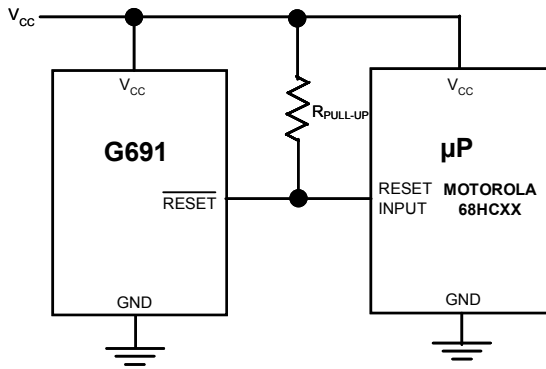 VCC
VCC
G691
RESET
GND
RPULL-UP
VCC
µP
RESET MOTOROLA
INPUT 68HCXX
GND